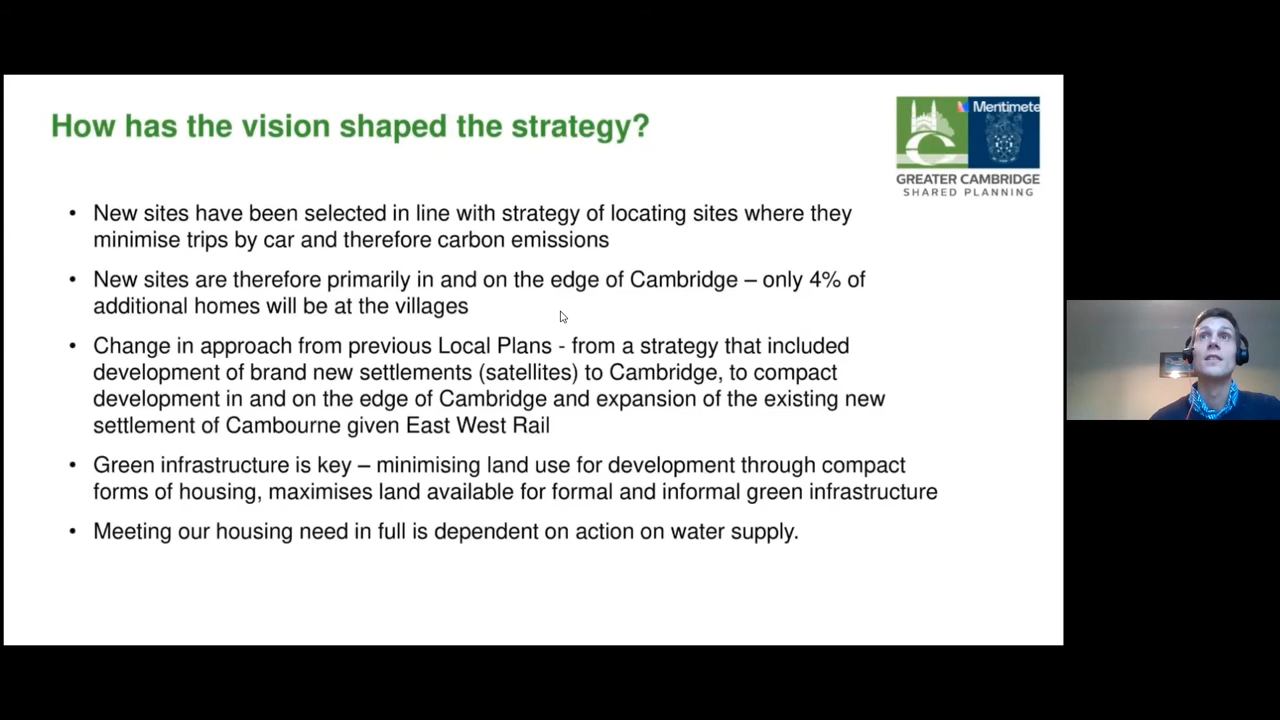 How has the vision shaped the strategy?
Mentimete
GREATER CAMBRIDGE
SHARED PLANNING
• New sites have been selected in line with strategy of locating sites where they
minimise trips by car and therefore carbon emissions
• New sites are therefore primarily in and on the edge of Cambridge – only 4% of
additional homes will be at the villages
• Change in approach from previous Local Plans - from a strategy that included
development of brand new settlements (satellites) to Cambridge, to compact
development in and on the edge of Cambridge and expansion of the existing new
settlement of Cambourne given East West Rail
• Green infrastructure is key – minimising land use for development through compact
forms of housing, maximises land available for formal and informal green infrastructure
• Meeting our housing need in full is dependent on action on water supply.